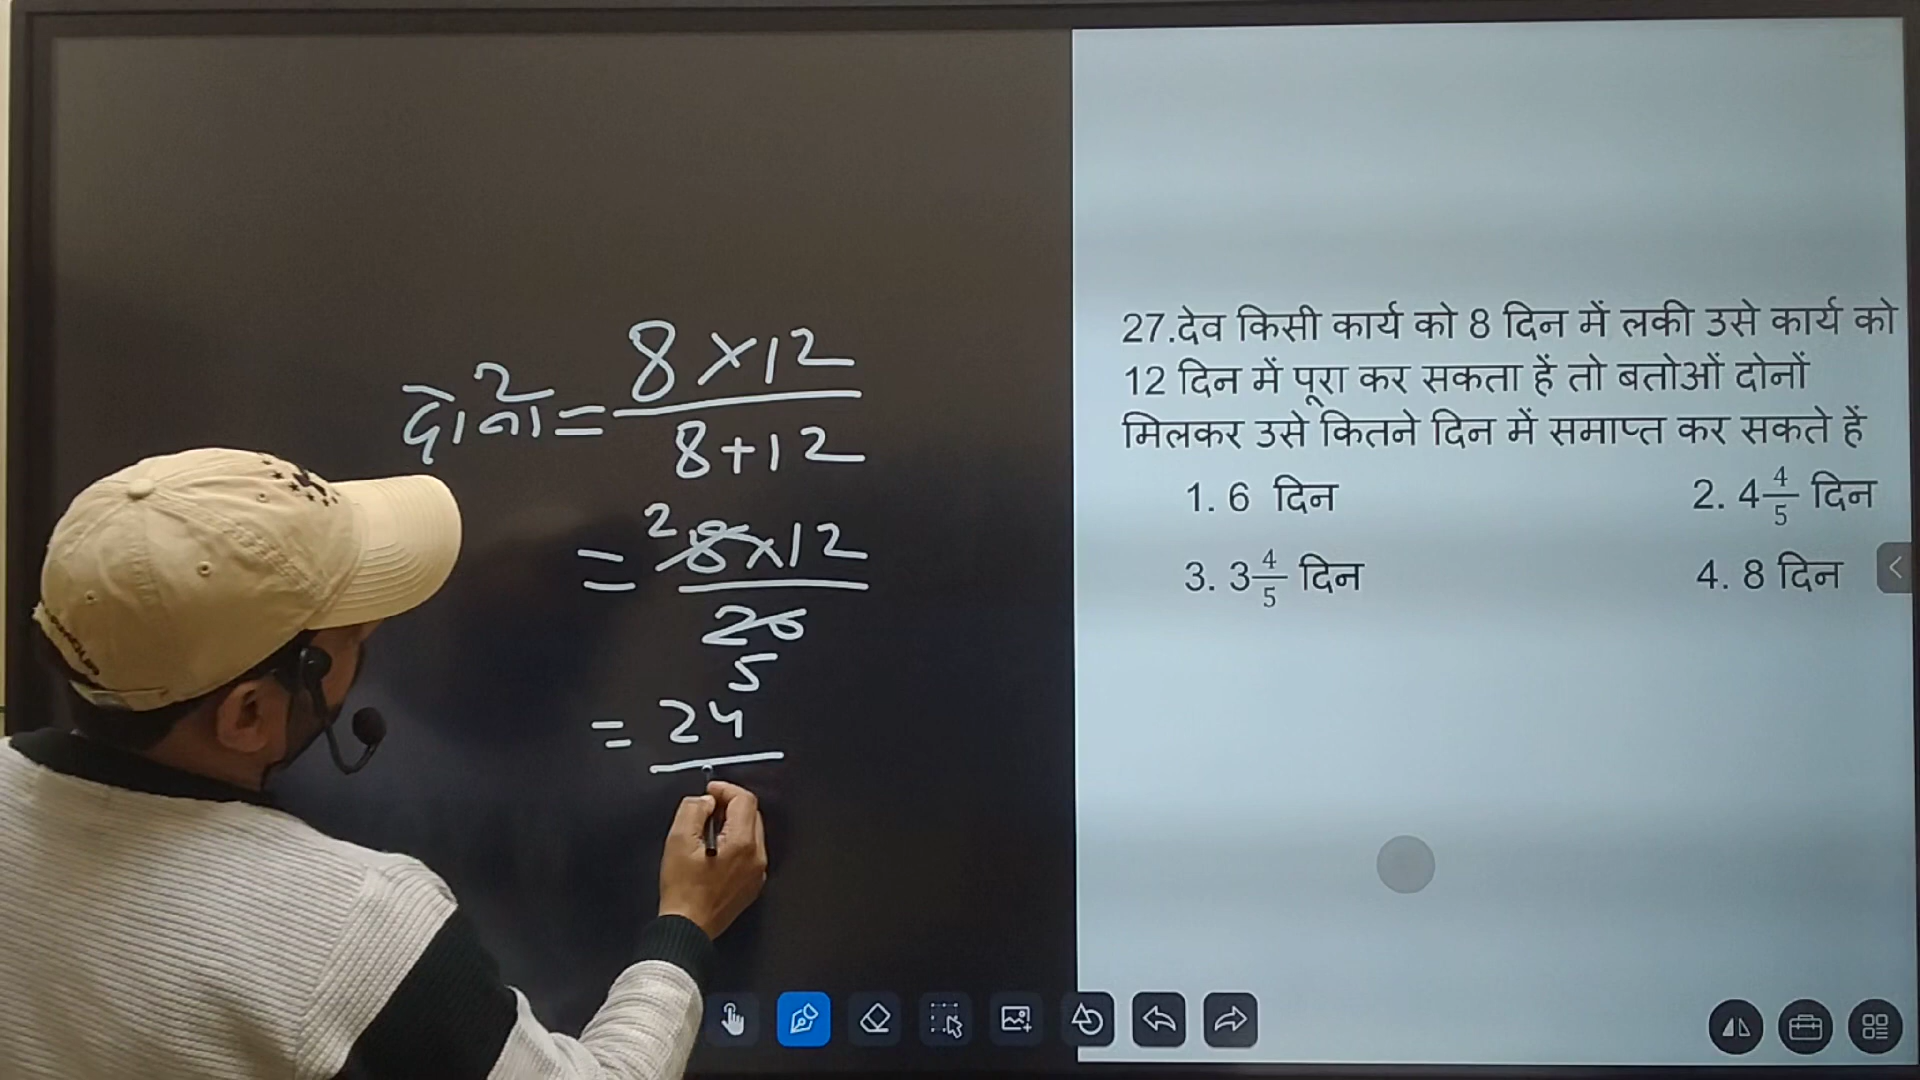 दोनो = 8 × 12
8 + 12
= 2 8 × 12
20
5
= 24
27.देव किसी कार्य को 8 दिन में लकी उसे कार्य को
12 दिन में पूरा कर सकता हैं तो बतोओं दोनों
मिलकर उसे कितने दिन में समाप्त कर सकते हैं
1. 6 दिन 2. 4 4/5 दिन
3. 3 4/5 दिन 4. 8 दिन